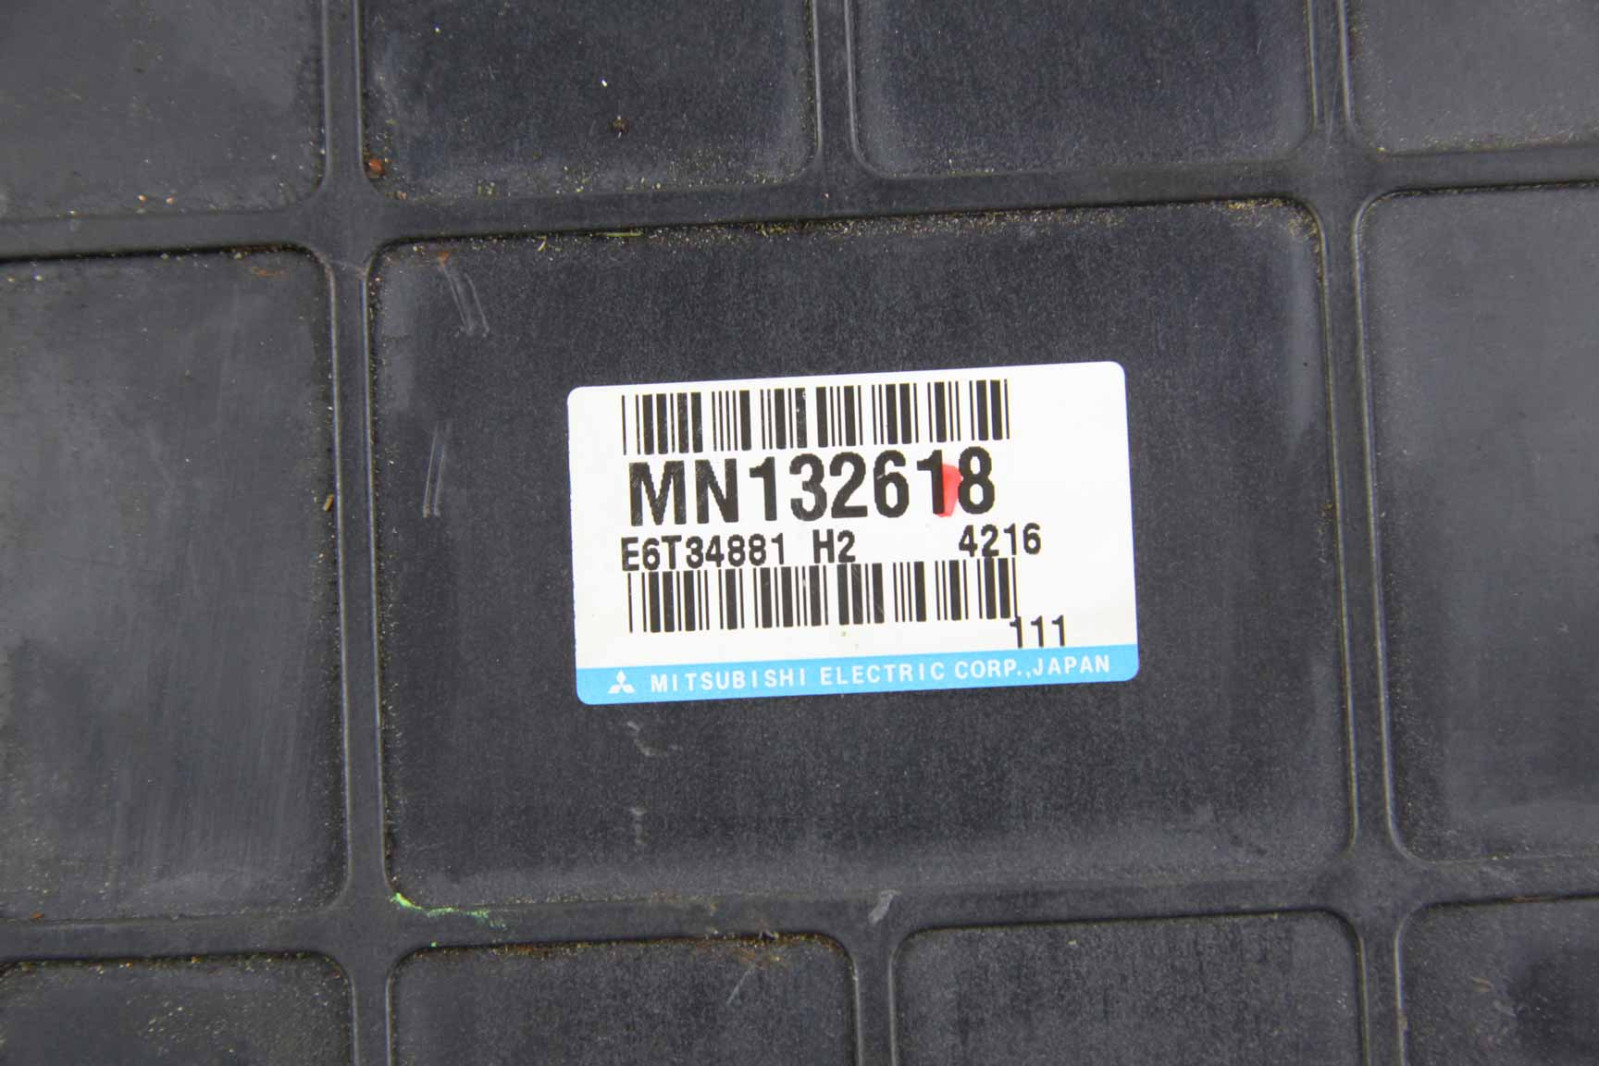 MN132618
E6T34881 H2 4216
111
MITSUBISHI ELECTRIC CORP.,JAPAN